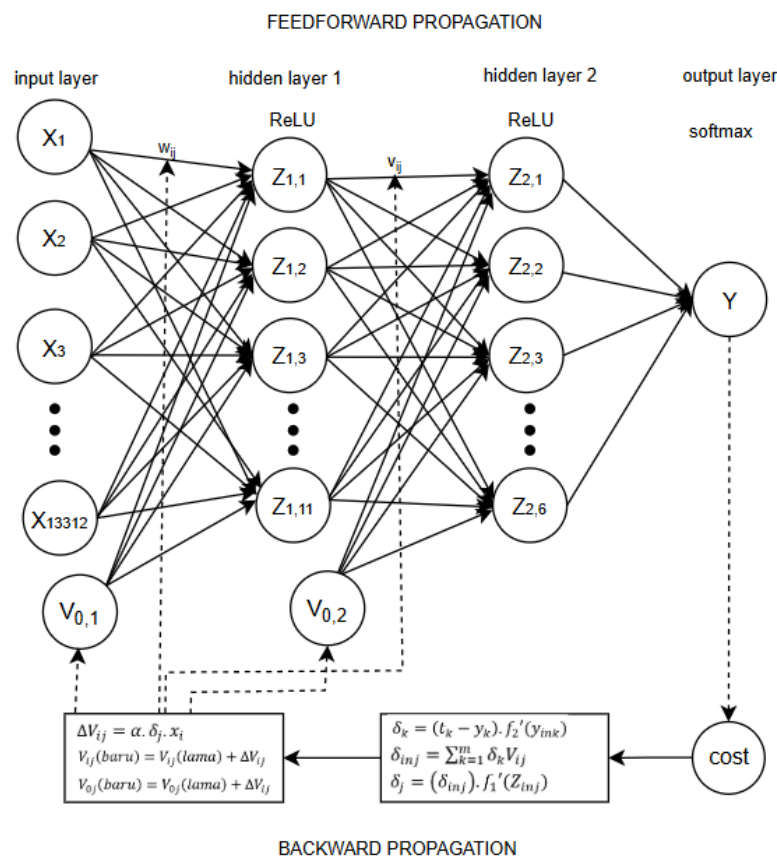 FEEDFORWARD PROPAGATION
input layer
hidden layer 1
hidden layer 2
output layer
ReLU
ReLU
softmax
X1
wij
Z1,1
vij
Z2,1
X2
Z1,2
Z2,2
Y
X3
Z1,3
Z2,3
X13312
Z1,11
Z2,6
V0,1
V0,2
ΔVij = α. δj. xi
Vij(baru) = Vij(lama) + ΔVij
V0j(baru) = V0j(lama) + ΔVij
δk = (tk − yk). f2′(yink)
δinj = ∑mk=1 δkVij
δj = (δinj). f1′(Zinj)
cost
BACKWARD PROPAGATION